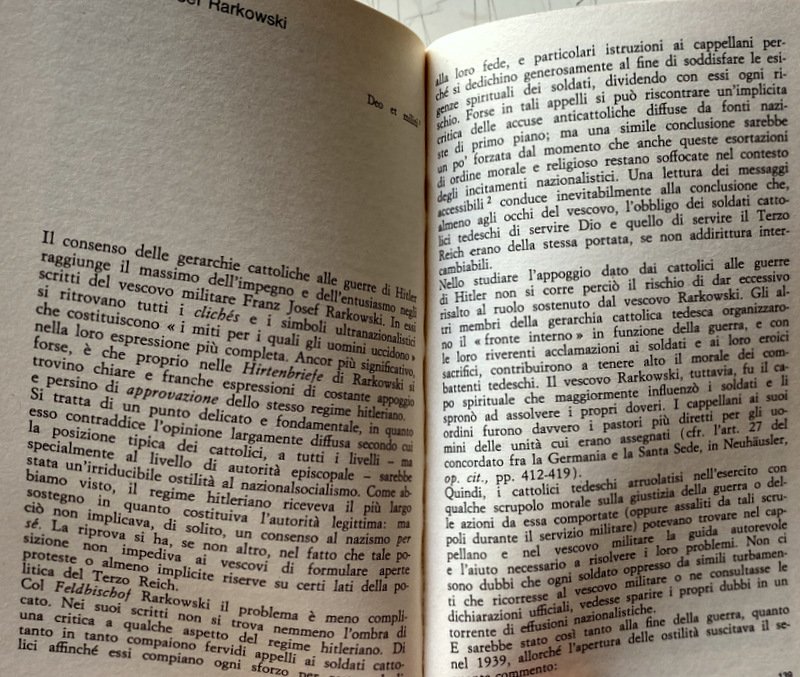 Rarkowski
Deo et militi¹
Il consenso delle gerarchie cattoliche alle guerre di Hitler
raggiunge il massimo dell'impegno e dell'entusiasmo negli
scritti del vescovo militare Franz Josef Rarkowski. In essi
si ritrovano tutti i clichés e i simboli ultranazionalisti
che costituiscono « i miti per i quali gli uomini uccidono »
nella loro espressione più completa. Ancor più significativo,
forse, è che proprio nelle Hirtenbriefe di Rarkowski si
trovino chiare e franche espressioni di costante appoggio
e persino di approvazione dello stesso regime hitleriano.
Si tratta di un punto delicato e fondamentale, in quanto
esso contraddice l'opinione largamente diffusa secondo cui
la posizione tipica dei cattolici, a tutti i livelli – ma
specialmente al livello di autorità episcopale – sarebbe
stata un'irriducibile ostilità al nazionalsocialismo. Come ab-
biamo visto, il regime hitleriano riceveva il più largo
sostegno in quanto costituiva l'autorità legittima: ma
ciò non implicava, di solito, un consenso al nazismo per
sé. La riprova si ha, se non altro, nel fatto che tale po-
sizione non impediva ai vescovi di formulare aperte
proteste o almeno implicite riserve su certi lati della po-
litica del Terzo Reich.
Col Feldbischof Rarkowski il problema è meno compli-
cato. Nei suoi scritti non si trova nemmeno l'ombra di
una critica a qualche aspetto del regime hitleriano. Di
tanto in tanto compaiono fervidi appelli ai soldati catto-
lici affinché essi compiano ogni sforzo per
alla loro fede, e particolari istruzioni ai cappellani per-
ché si dedichino generosamente al fine di soddisfare le esi-
genze spirituali dei soldati, dividendo con essi ogni ri-
schio. Forse in tali appelli si può riscontrare un'implicita
critica delle accuse anticattoliche diffuse da fonti nazi-
ste di primo piano; ma una simile conclusione sarebbe
un po' forzata dal momento che anche queste esortazioni
di ordine morale e religioso restano soffocate nel contesto
degli incitamenti nazionalistici. Una lettura dei messaggi
accessibili² conduce inevitabilmente alla conclusione che,
almeno agli occhi del vescovo, l'obbligo dei soldati catto-
lici tedeschi di servire Dio e quello di servire il Terzo
Reich erano della stessa portata, se non addirittura inter-
cambiabili.
Nello studiare l'appoggio dato dai cattolici alle guerre
di Hitler non si corre perciò il rischio di dar eccessivo
risalto al ruolo sostenuto dal vescovo Rarkowski. Gli al-
tri membri della gerarchia cattolica tedesca organizzaro-
no il « fronte interno » in funzione della guerra, e con
le loro riverenti acclamazioni ai soldati e ai loro eroici
sacrifici, contribuirono a tenere alto il morale dei com-
battenti tedeschi. Il vescovo Rarkowski, tuttavia, fu il ca-
po spirituale che maggiormente influenzò i soldati e li
spronò ad assolvere i propri doveri. I cappellani ai suoi
ordini furono davvero i pastori più diretti per gli uo-
mini delle unità cui erano assegnati (cfr. l'art. 27 del
concordato fra la Germania e la Santa Sede, in Neuhäusler,
op. cit., pp. 412-419).
Quindi, i cattolici tedeschi arruolatisi nell'esercito con
qualche scrupolo morale sulla giustizia della guerra o del-
le azioni da essa comportate (oppure assaliti da tali scru-
poli durante il servizio militare) potevano trovare nel cap-
pellano e nel vescovo militare la guida autorevole
e l'aiuto necessario a risolvere i loro problemi. Non ci
sono dubbi che ogni soldato oppresso da simili turbamen-
ti che ricorresse al vescovo militare o ne consultasse le
dichiarazioni ufficiali, vedesse sparire i propri dubbi in un
torrente di effusioni nazionalistiche.
E sarebbe stato così tanto alla fine della guerra, quanto
nel 1939, allorché l'apertura delle ostilità suscitava il se-
commento: